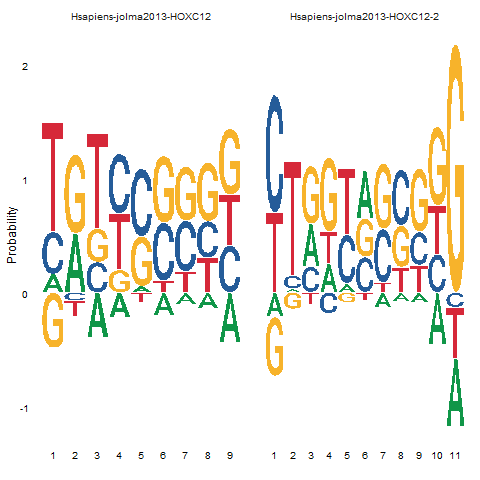 Hsapiens-jolma2013-HOXC12
Hsapiens-jolma2013-HOXC12-2
Probability
2
1
0
-1
T G T C C G G G G
C A G T G C C C T
A C C G A T T T C
G T A A T A A A A
C T G G T A G C G G G
T C A T C G C G C T C
A A C A A C T T T C T
G G T C G T A A A A A
1 2 3 4 5 6 7 8 9
1 2 3 4 5 6 7 8 9 10 11